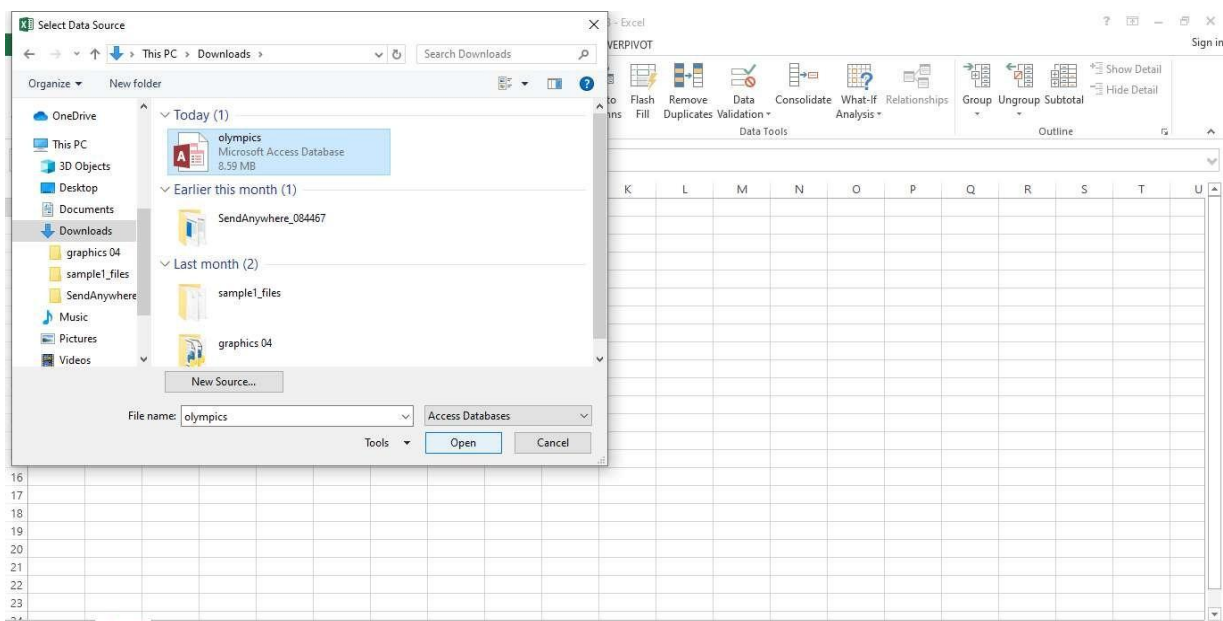 Select Data Source
This PC > Downloads >
Search Downloads
Organize
New folder
OneDrive
This PC
3D Objects
Desktop
Documents
Downloads
graphics 04
sample1_files
SendAnywhere
Music
Pictures
Videos
Today (1)
olympics
Microsoft Access Database
8.59 MB
Earlier this month (1)
SendAnywhere_084467
Last month (2)
sample1_files
graphics 04
New Source...
File name: olympics
Access Databases
Tools
Open
Cancel
- Excel
Sign in
Flash Fill
Remove Duplicates
Data Validation
Consolidate
What-If Analysis
Relationships
Data Tools
Group
Ungroup
Subtotal
Show Detail
Hide Detail
Outline
K L M N O P Q R S T U
16
17
18
19
20
21
22
23